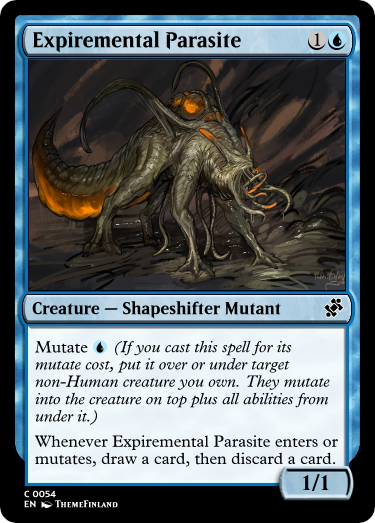 Expiremental Parasite 1
Creature — Shapeshifter Mutant
Mutate (If you cast this spell for its
mutate cost, put it over or under target
non-Human creature you own. They mutate
into the creature on top plus all abilities from
under it.)
Whenever Expiremental Parasite enters or
mutates, draw a card, then discard a card.
1/1
C 0054
EN ThemeFinland